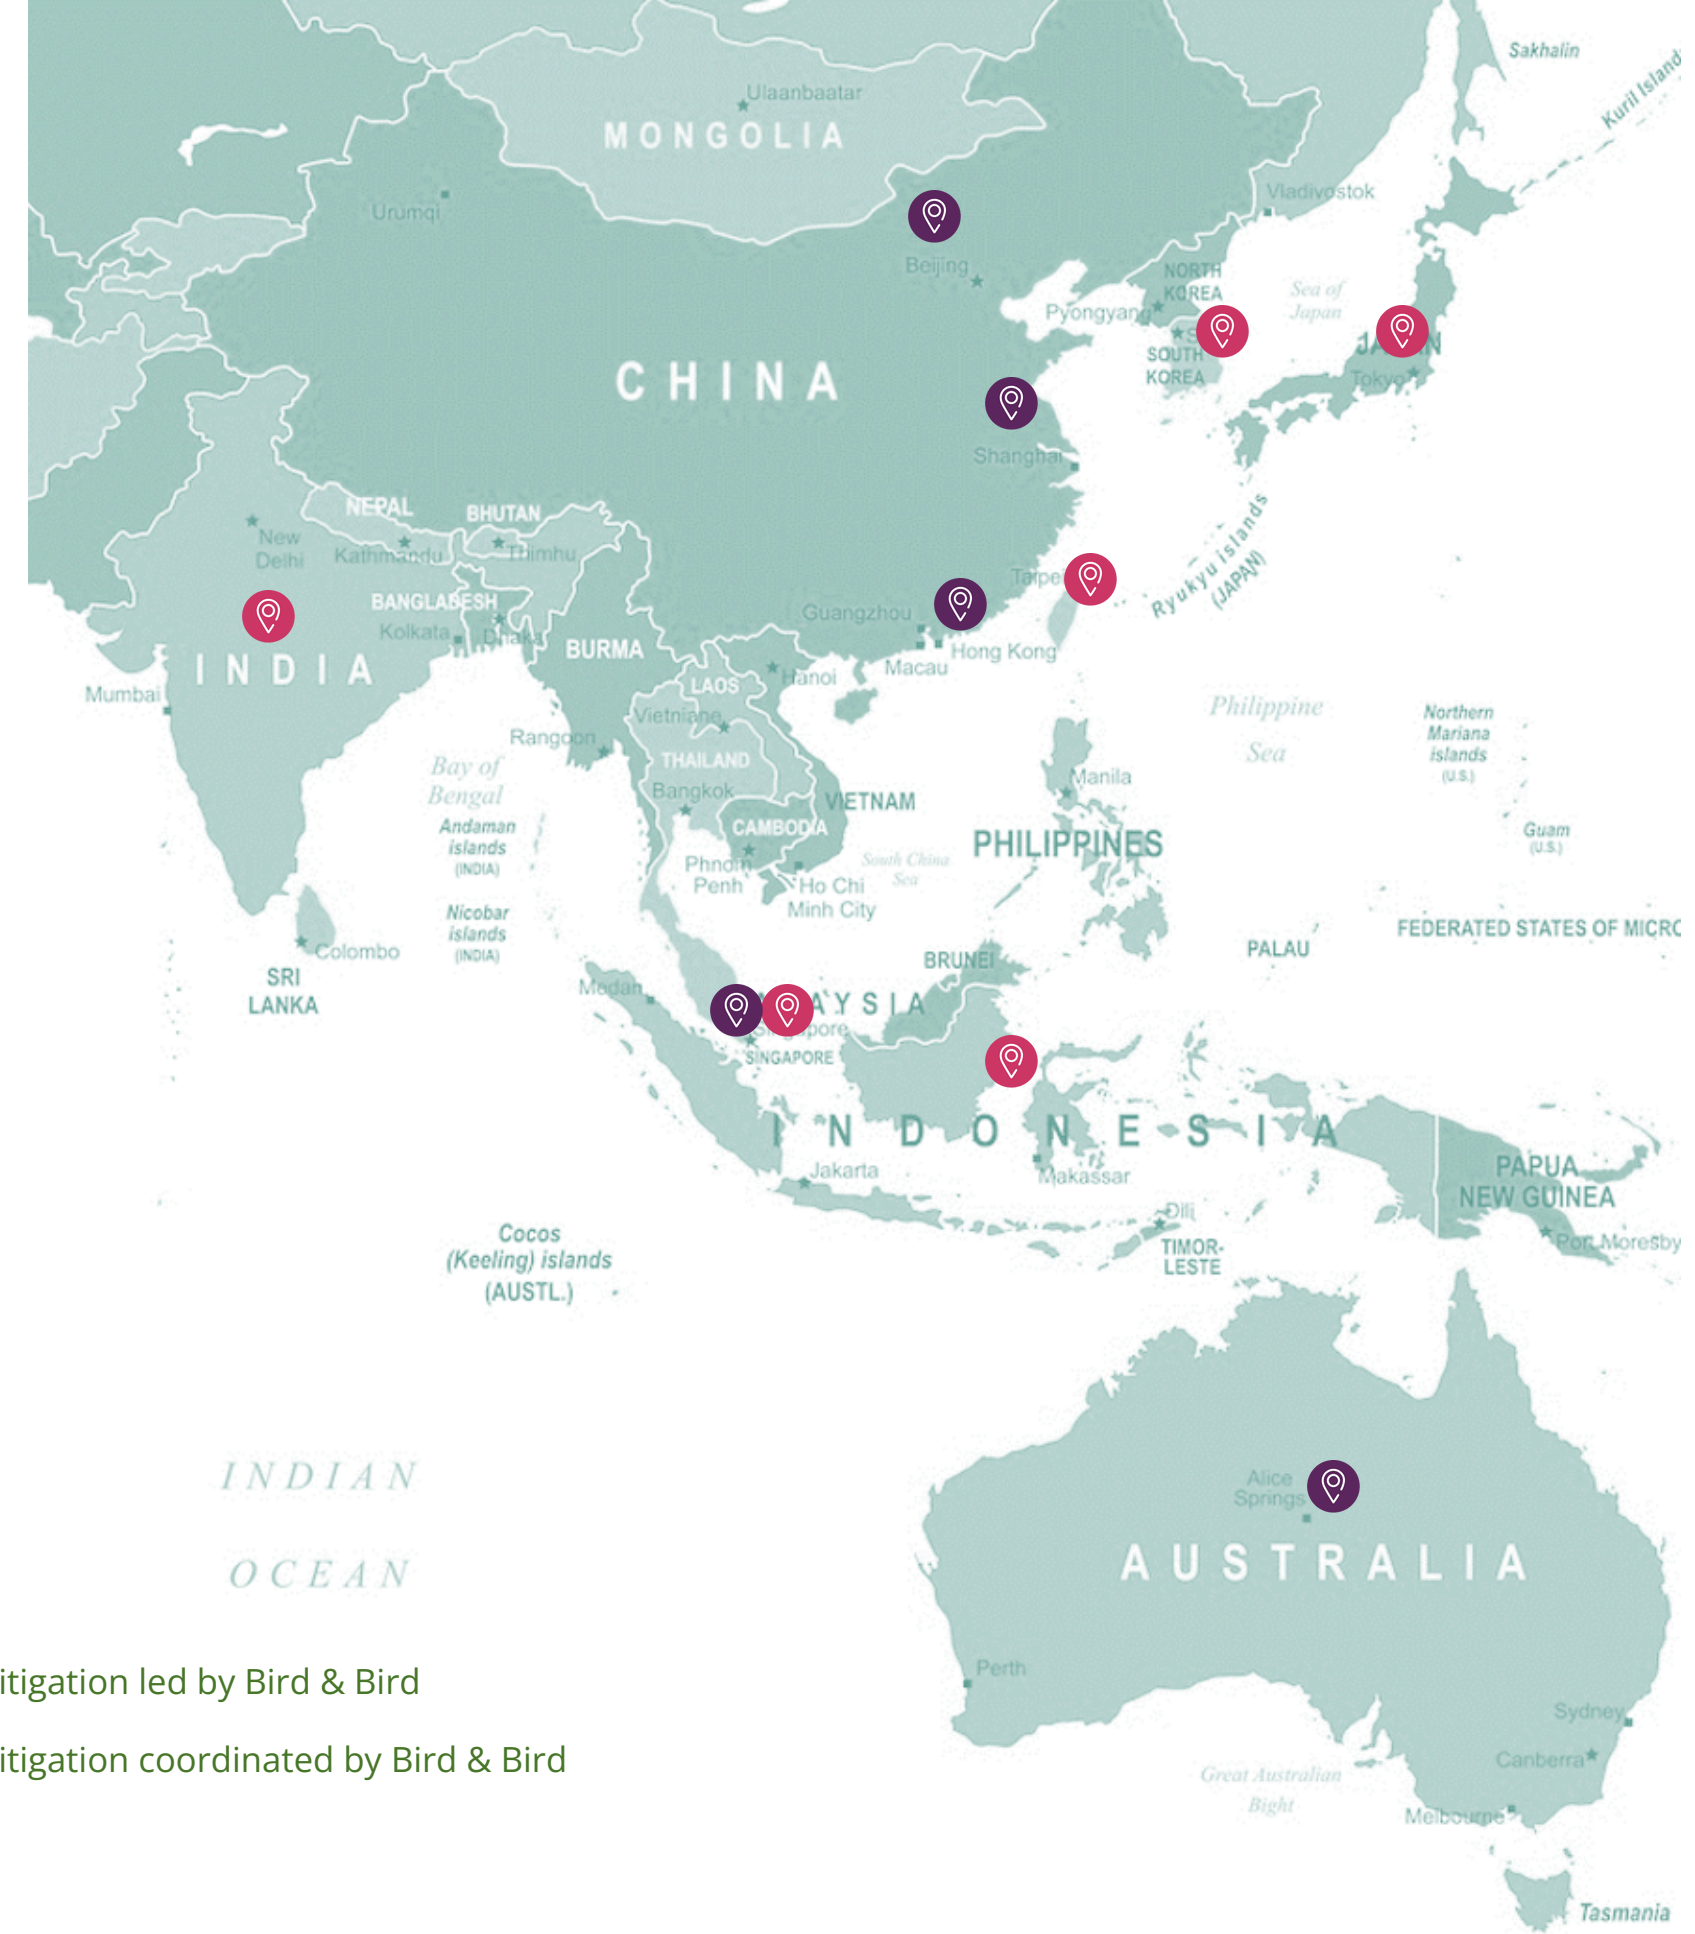 Sakhalin
Kuril Island
Ulaanbaatar
MONGOLIA
Vladivostok
Urumqi
Beijing
NORTH
KOREA
Sea of
Japan
Pyongyang
SOUTH
KOREA
Tokyo
CHINA
Shanghai
NEPAL
BHUTAN
New
Delhi
Kathmandu
Thimhu
Ryukyu islands
(JAPAN)
Taipei
BANGLADESH
Guangzhou
Kolkata
Dhaka
BURMA
Hong Kong
Macau
INDIA
Hanoi
LAOS
Mumbai
Vietniane
Philippine
Sea
Northern
Mariana
islands
(U.S.)
Rangoon
THAILAND
Bay of
Bengal
Bangkok
Manila
VIETNAM
Andaman
islands
(INDIA)
CAMBODIA
PHILIPPINES
Guam
(U.S.)
Phnom
Penh
South China
Sea
Ho Chi
Minh City
Nicobar
islands
(INDIA)
FEDERATED STATES OF MICRO
Colombo
PALAU
BRUNEI
SRI
LANKA
Medan
AYSIA
SINGAPORE
INDONESIA
Jakarta
Makassar
PAPUA
NEW GUINEA
Dili
Port Moresby
TIMOR-
LESTE
Cocos
(Keeling) islands
(AUSTL.)
INDIAN
OCEAN
Alice
Springs
AUSTRALIA
Perth
itigation led by Bird & Bird
Sydney
itigation coordinated by Bird & Bird
Canberra
Great Australian
Bight
Melbourne
Tasmania